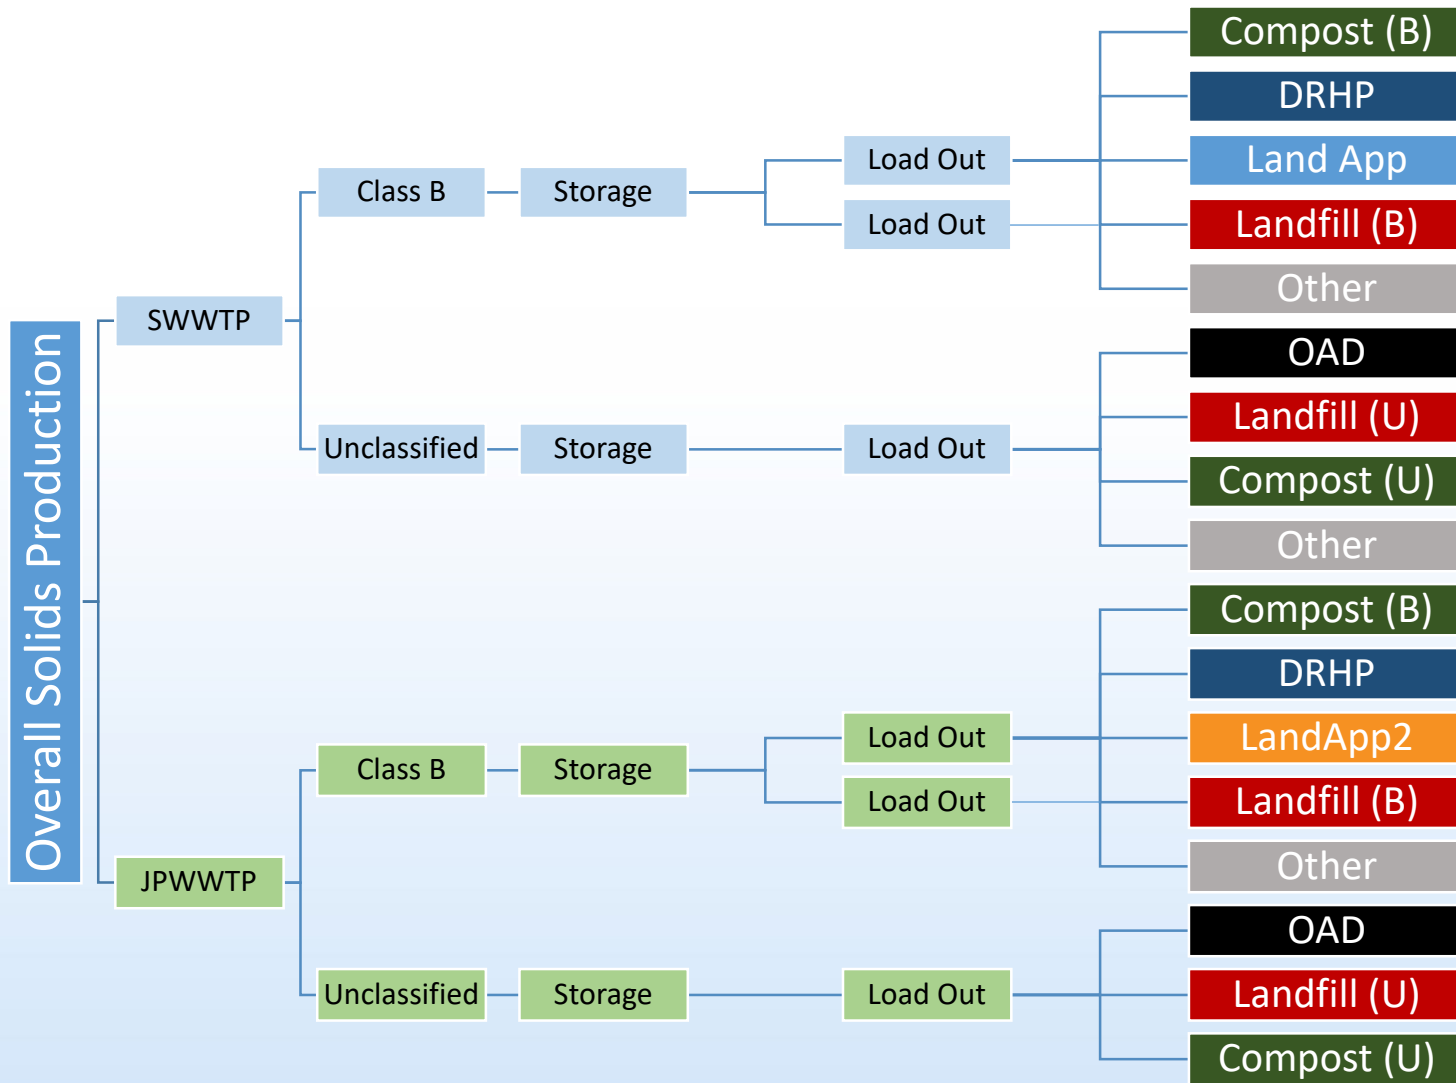 Overall Solids Production
SWWTP
Class B
Storage
Load Out
Load Out
Compost (B)
DRHP
Land App
Landfill (B)
Other
Unclassified
Storage
Load Out
OAD
Landfill (U)
Compost (U)
Other
JPWWTP
Class B
Storage
Load Out
Load Out
Compost (B)
DRHP
LandApp2
Landfill (B)
Other
Unclassified
Storage
Load Out
OAD
Landfill (U)
Compost (U)